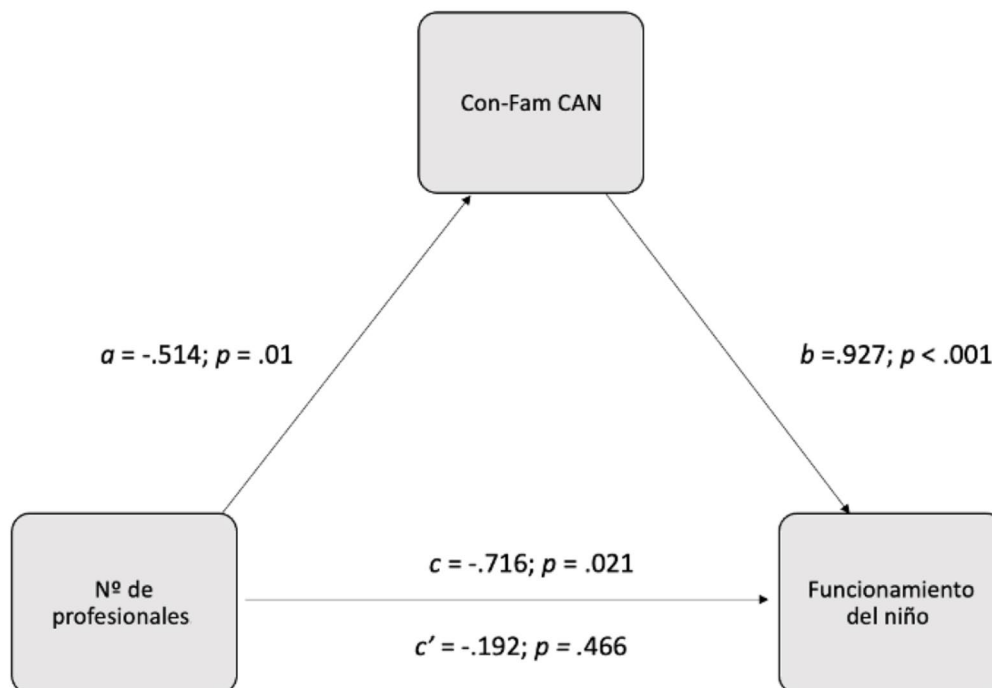 Con-Fam CAN
a = -.514; p = .01
b =.927; p < .001
c = -.716; p = .021
Nº de
profesionales
Funcionamiento
del niño
c’ = -.192; p = .466